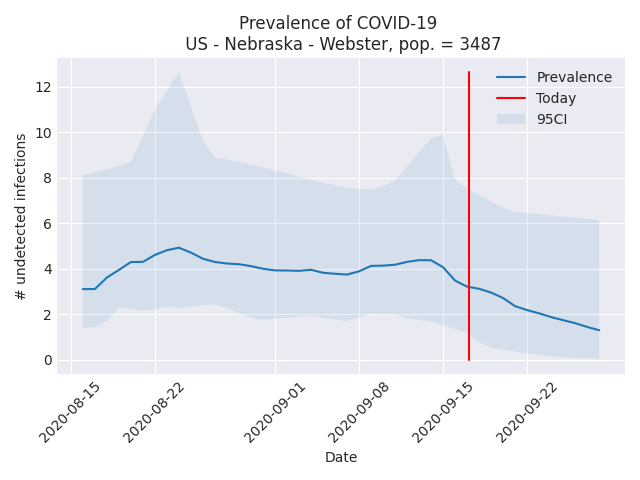 Prevalence of COVID-19
US - Nebraska - Webster, pop. = 3487
# undetected infections
12
10
8
6
4
2
0
Prevalence
Today
95CI
2020-08-15
2020-08-22
2020-09-01
2020-09-08
2020-09-15
2020-09-22
Date